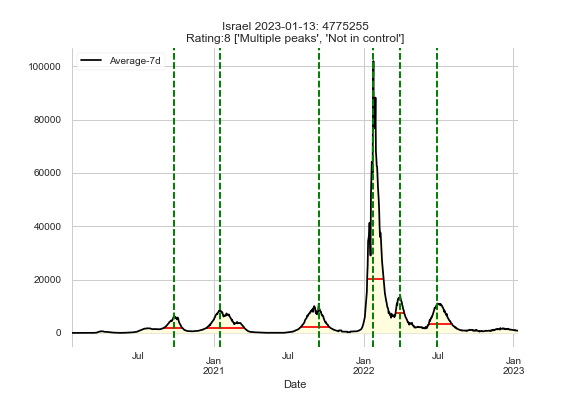 Israel 2023-01-13: 4775255
Rating:8 ['Multiple peaks', 'Not in control']
Average-7d
100000
80000
60000
40000
20000
0
Jul
Jan
2021
Jul
Jan
2022
Jul
Jan
2023
Date